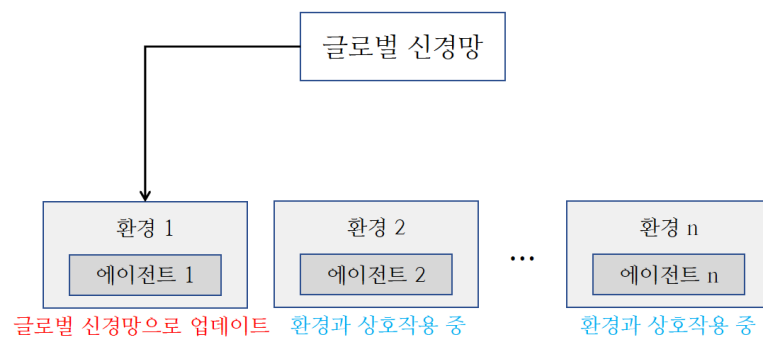 글로벌 신경망
환경 1
에이전트 1
글로벌 신경망으로 업데이트
환경 2
에이전트 2
환경과 상호작용 중
...
환경 n
에이전트 n
환경과 상호작용 중